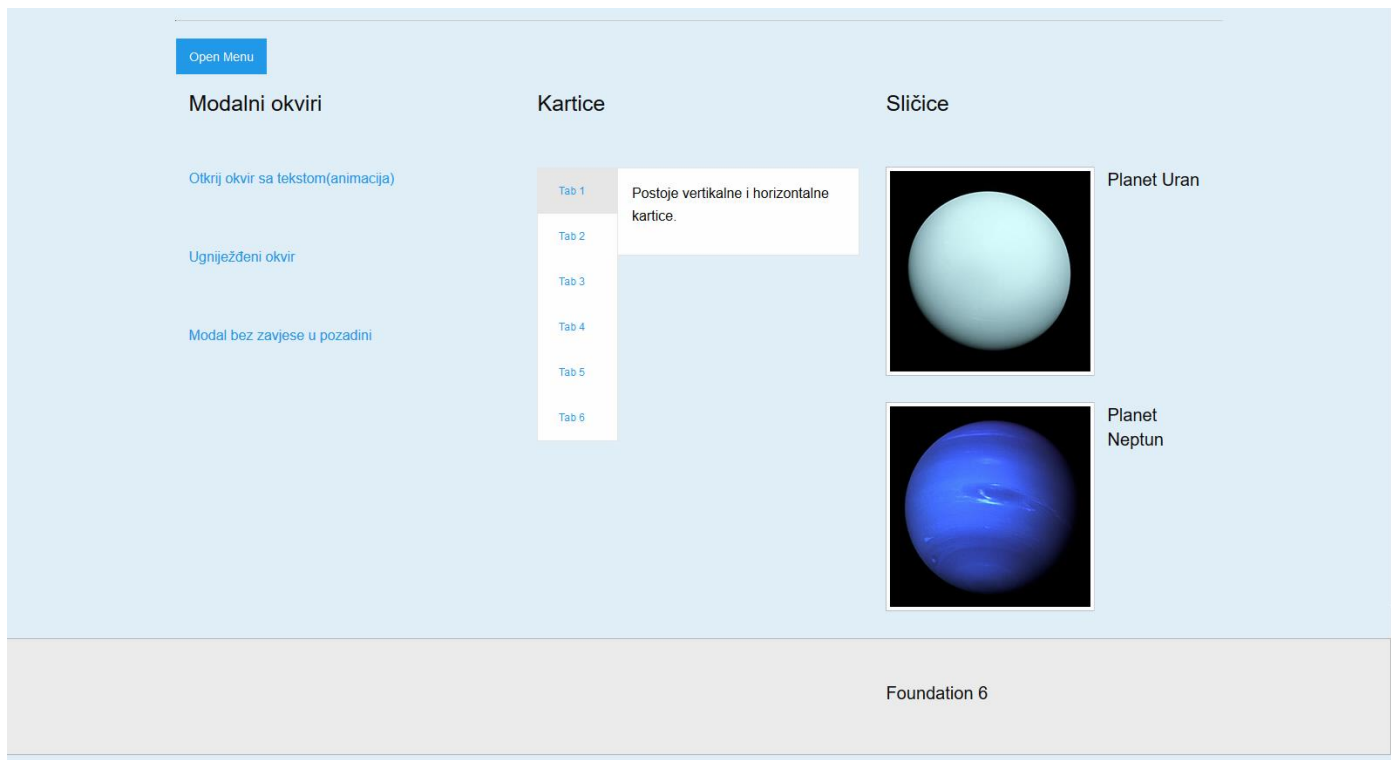 Open Menu
Modalni okviri
Otkrij okvir sa tekstom(animacija)
Ugniježđeni okvir
Modal bez zavjese u pozadini
Kartice
Tab 1
Tab 2
Tab 3
Tab 4
Tab 5
Tab 6
Postoje vertikalne i horizontalne
kartice.
Sličice
Planet Uran
Planet
Neptun
Foundation 6